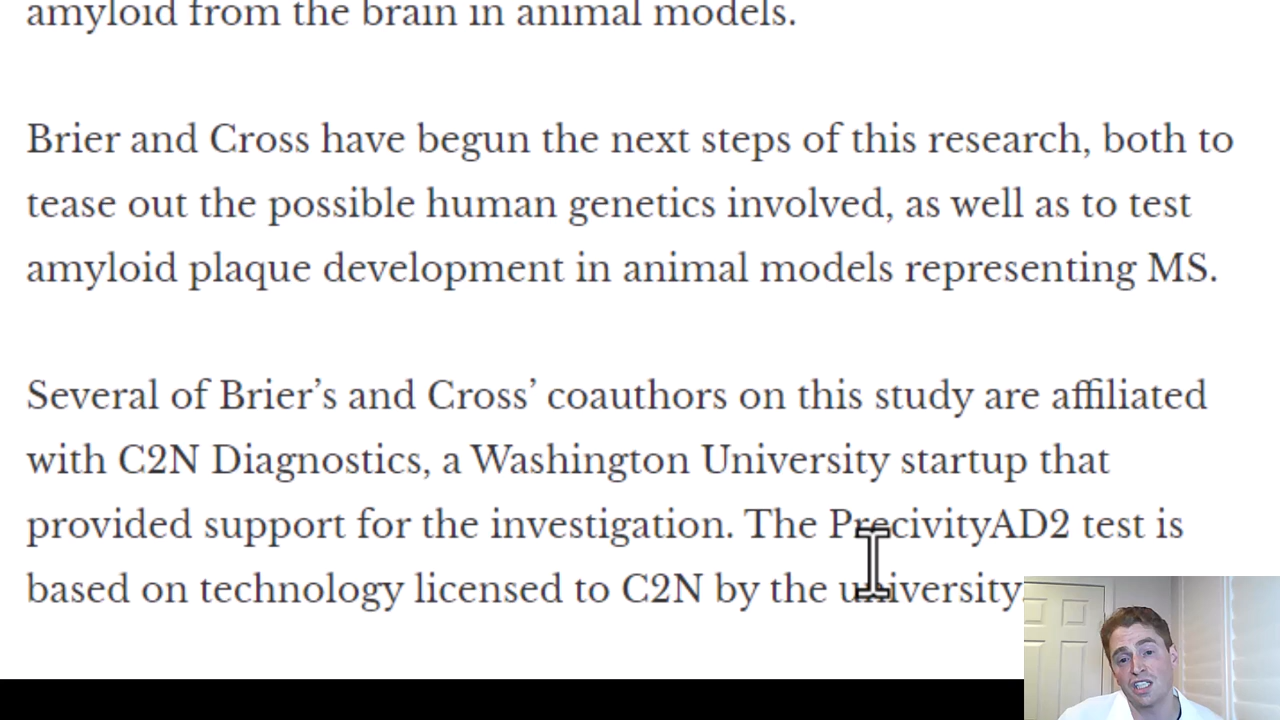 amyloid from the brain in animal models.
Brier and Cross have begun the next steps of this research, both to
tease out the possible human genetics involved, as well as to test
amyloid plaque development in animal models representing MS.
Several of Brier’s and Cross’ coauthors on this study are affiliated
with C2N Diagnostics, a Washington University startup that
provided support for the investigation. The PrecivityAD2 test is
based on technology licensed to C2N by the university.